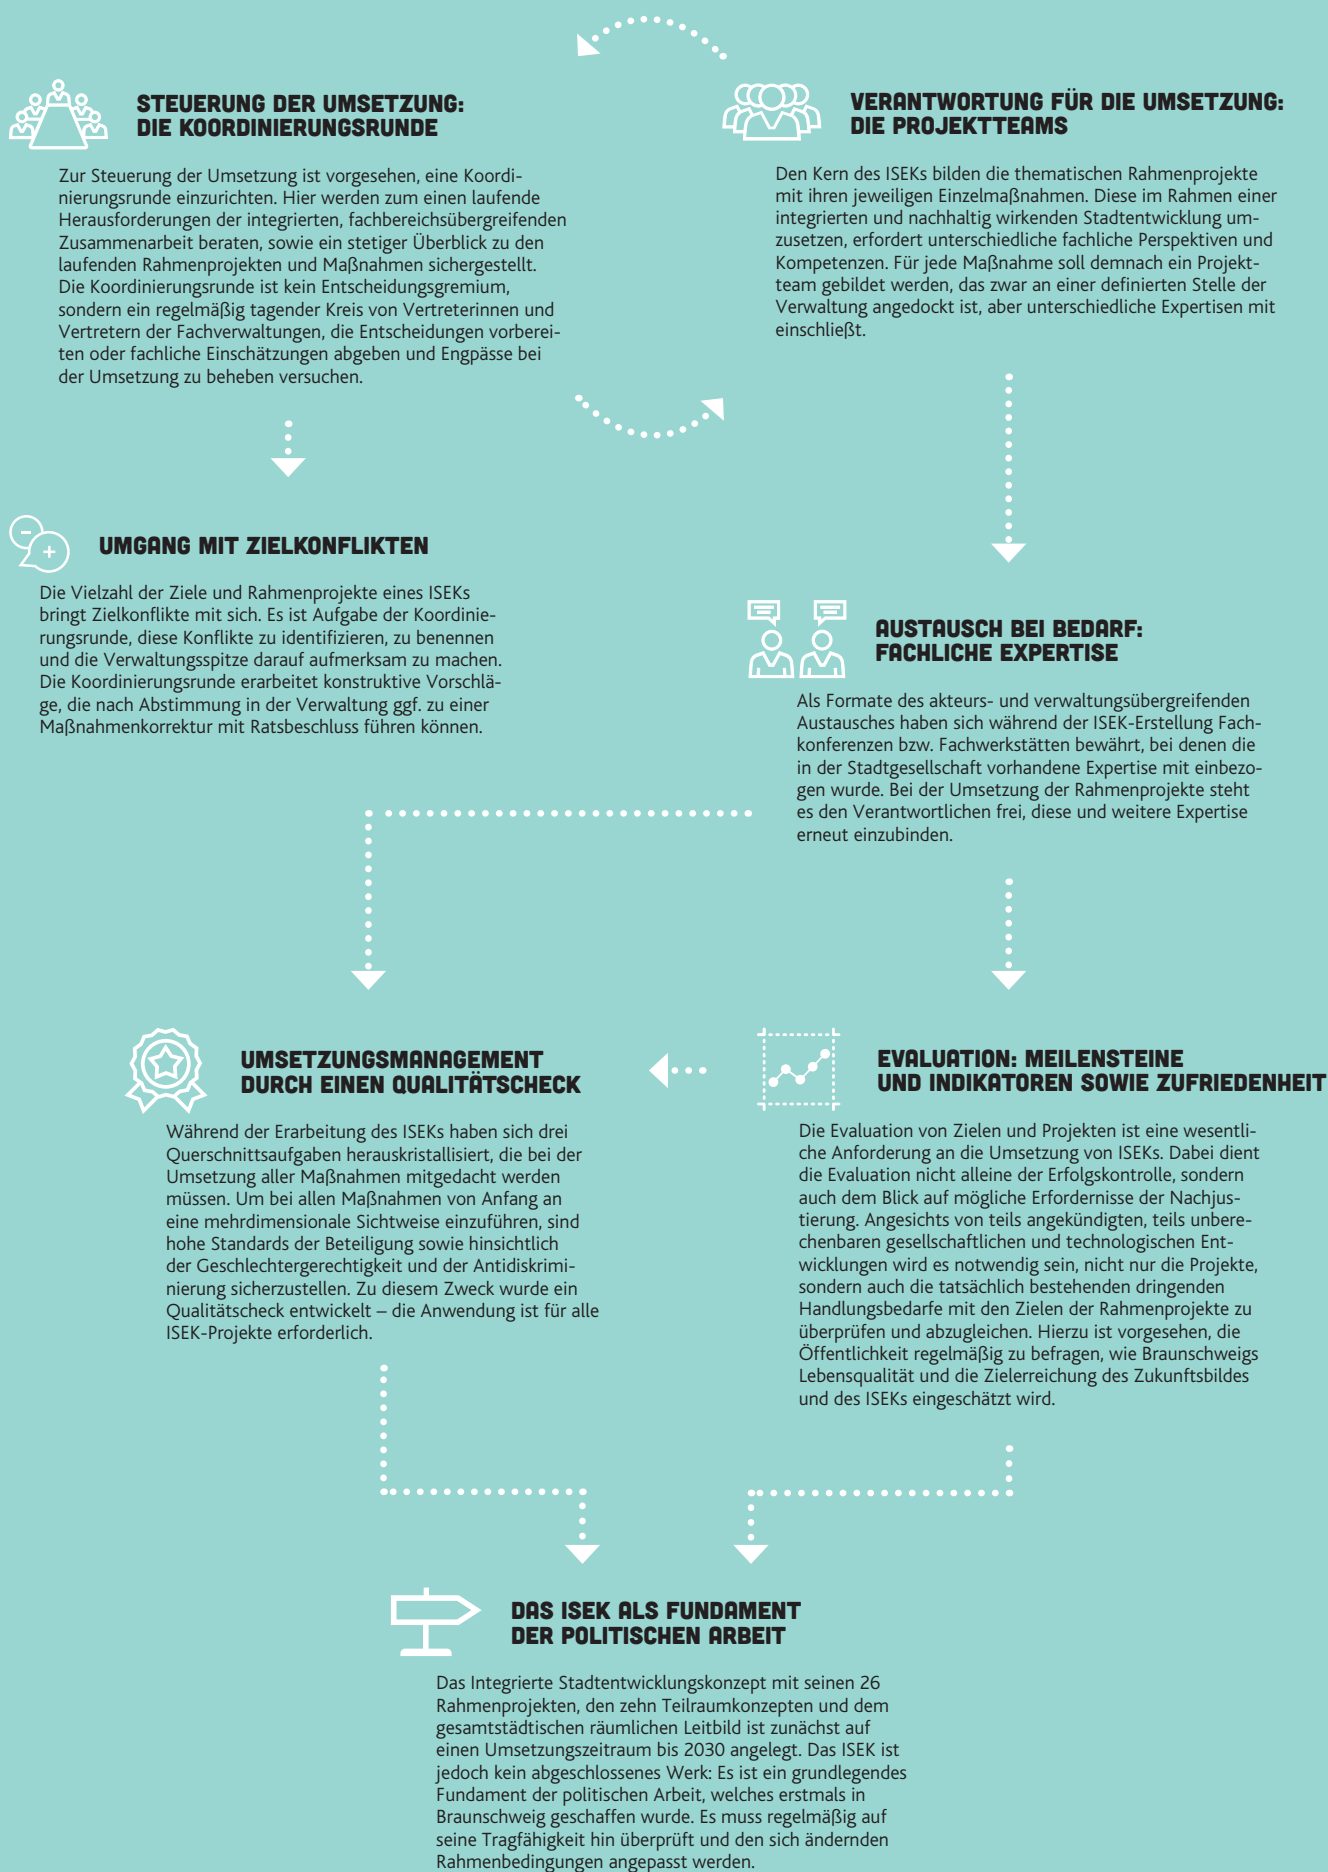 STEUERUNG DER UMSETZUNG:
DIE KOORDINIERUNGSRUNDE
Zur Steuerung der Umsetzung ist vorgesehen, eine Koordi-
nierungsrunde einzurichten. Hier werden zum einen laufende
Herausforderungen der integrierten, fachbereichsübergreifenden
Zusammenarbeit beraten, sowie ein stetiger Überblick zu den
laufenden Rahmenprojekten und Maßnahmen sichergestellt.
Die Koordinierungsrunde ist kein Entscheidungsgremium,
sondern ein regelmäßig tagender Kreis von Vertreterinnen und
Vertretern der Fachverwaltungen, die Entscheidungen vorberei-
ten oder fachliche Einschätzungen abgeben und Engpässe bei
der Umsetzung zu beheben versuchen.
VERANTWORTUNG FÜR DIE UMSETZUNG:
DIE PROJEKTTEAMS
Den Kern des ISEKs bilden die thematischen Rahmenprojekte
mit ihren jeweiligen Einzelmaßnahmen. Diese im Rahmen einer
integrierten und nachhaltig wirkenden Stadtentwicklung um-
zusetzen, erfordert unterschiedliche fachliche Perspektiven und
Kompetenzen. Für jede Maßnahme soll demnach ein Projekt-
team gebildet werden, das zwar an einer definierten Stelle der
Verwaltung angedockt ist, aber unterschiedliche Expertisen mit
einschließt.
UMGANG MIT ZIELKONFLIKTEN
Die Vielzahl der Ziele und Rahmenprojekte eines ISEKs
bringt Zielkonflikte mit sich. Es ist Aufgabe der Koordinie-
rungsrunde, diese Konflikte zu identifizieren, zu benennen
und die Verwaltungsspitze darauf aufmerksam zu machen.
Die Koordinierungsrunde erarbeitet konstruktive Vorschlä-
ge, die nach Abstimmung in der Verwaltung ggf. zu einer
Maßnahmenkorrektur mit Ratsbeschluss führen können.
AUSTAUSCH BEI BEDARF:
FACHLICHE EXPERTISE
Als Formate des akteurs- und verwaltungsübergreifenden
Austausches haben sich während der ISEK-Erstellung Fach-
konferenzen bzw. Fachwerkstätten bewährt, bei denen die
in der Stadtgesellschaft vorhandene Expertise mit einbezo-
gen wurde. Bei der Umsetzung der Rahmenprojekte steht
es den Verantwortlichen frei, diese und weitere Expertise
erneut einzubinden.
UMSETZUNGSMANAGEMENT
DURCH EINEN QUALITÄTSCHECK
Während der Erarbeitung des ISEKs haben sich drei
Querschnittsaufgaben herauskristallisiert, die bei der
Umsetzung aller Maßnahmen mitgedacht werden
müssen. Um bei allen Maßnahmen von Anfang an
eine mehrdimensionale Sichtweise einzuführen, sind
hohe Standards der Beteiligung sowie hinsichtlich
der Geschlechtergerechtigkeit und der Antidiskrimi-
nierung sicherzustellen. Zu diesem Zweck wurde ein
Qualitätscheck entwickelt – die Anwendung ist für alle
ISEK-Projekte erforderlich.
EVALUATION: MEILENSTEINE
UND INDIKATOREN SOWIE ZUFRIEDENHEIT
Die Evaluation von Zielen und Projekten ist eine wesentli-
che Anforderung an die Umsetzung von ISEKs. Dabei dient
die Evaluation nicht alleine der Erfolgskontrolle, sondern
auch dem Blick auf mögliche Erfordernisse der Nachjus-
tierung. Angesichts von teils angekündigten, teils unbere-
chenbaren gesellschaftlichen und technologischen Ent-
wicklungen wird es notwendig sein, nicht nur die Projekte,
sondern auch die tatsächlich bestehenden dringenden
Handlungsbedarfe mit den Zielen der Rahmenprojekte zu
überprüfen und abzugleichen. Hierzu ist vorgesehen, die
Öffentlichkeit regelmäßig zu befragen, wie Braunschweigs
Lebensqualität und die Zielerreichung des Zukunftsbildes
und des ISEKs eingeschätzt wird.
DAS ISEK ALS FUNDAMENT
DER POLITISCHEN ARBEIT
Das Integrierte Stadtentwicklungskonzept mit seinen 26
Rahmenprojekten, den zehn Teilraumkonzepten und dem
gesamtstädtischen räumlichen Leitbild ist zunächst auf
einen Umsetzungszeitraum bis 2030 angelegt. Das ISEK ist
jedoch kein abgeschlossenes Werk: Es ist ein grundlegendes
Fundament der politischen Arbeit, welches erstmals in
Braunschweig geschaffen wurde. Es muss regelmäßig auf
seine Tragfähigkeit hin überprüft und den sich ändernden
Rahmenbedingungen angepasst werden.